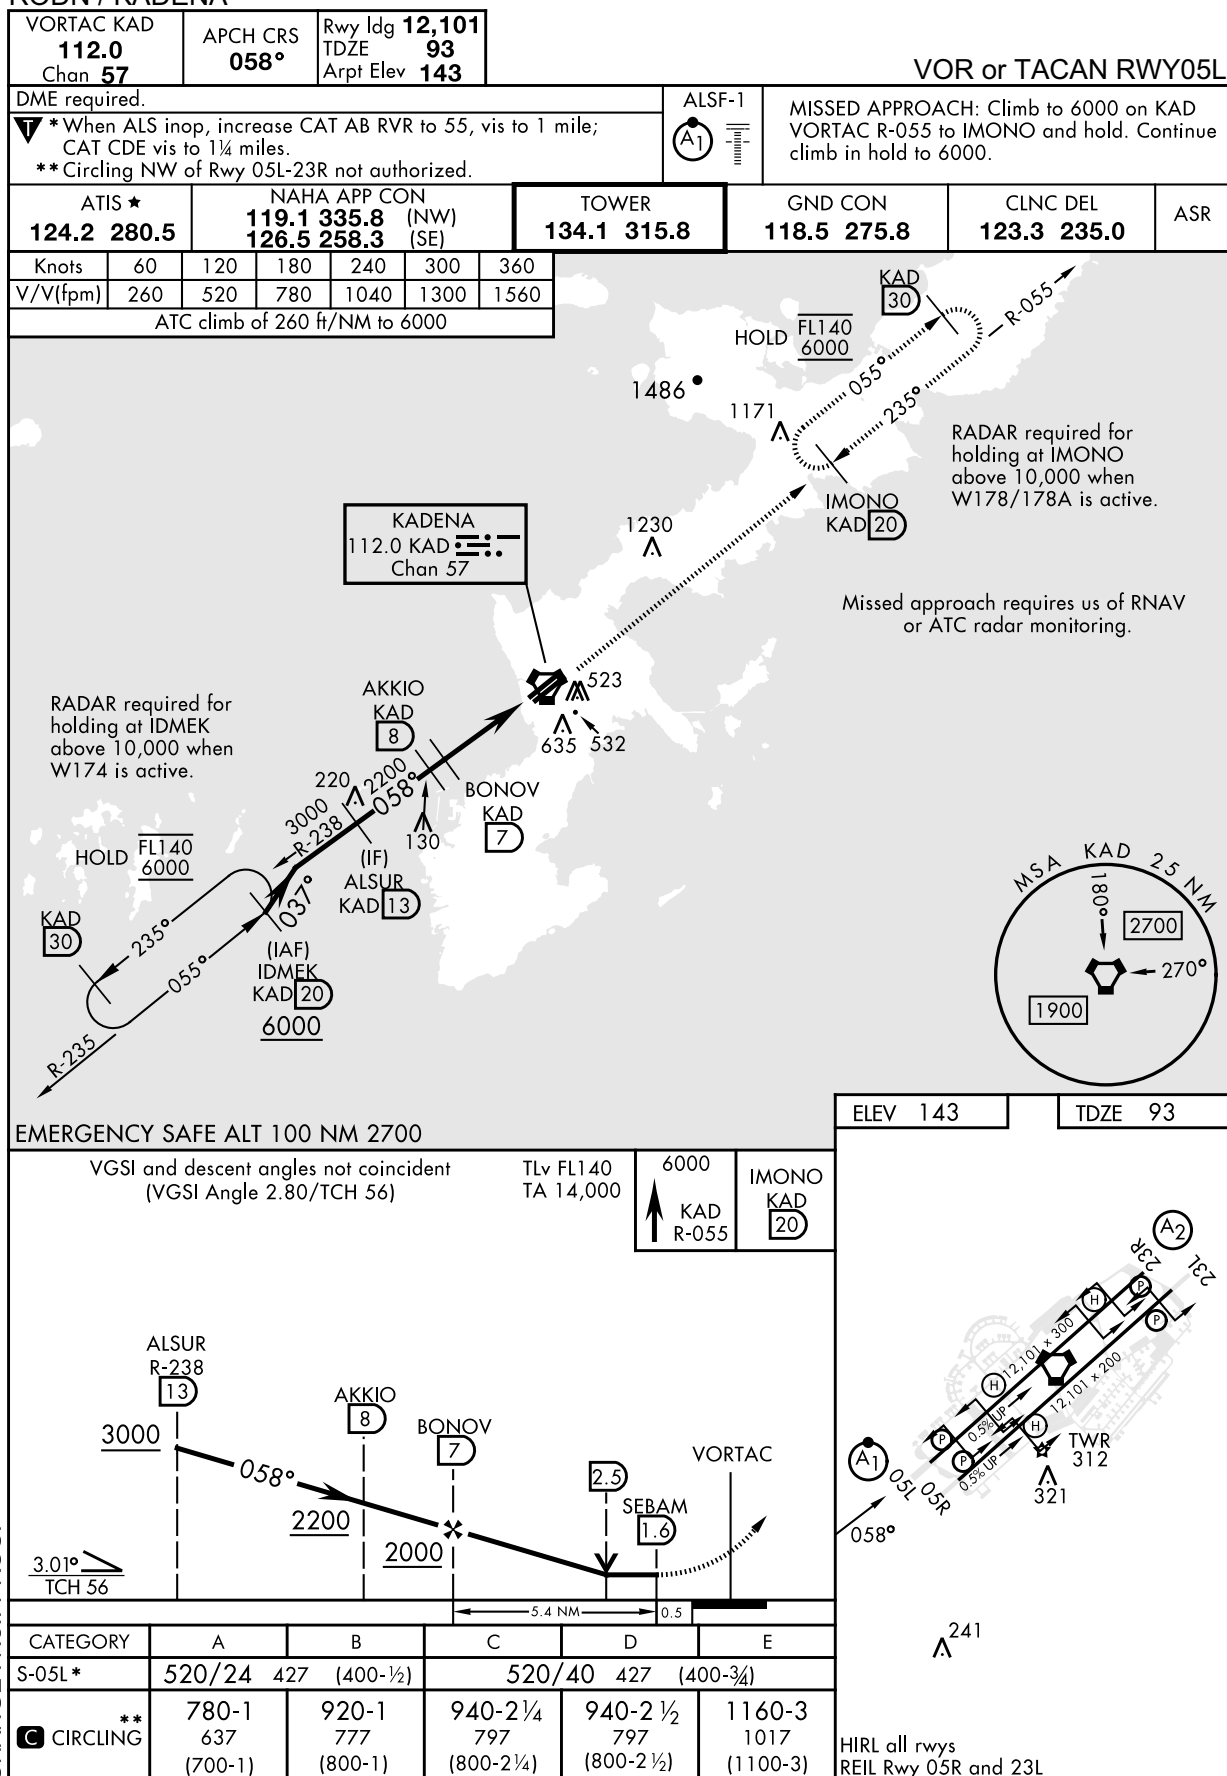 RODN / KADENA
VORTAC KAD
112.0
Chan 57
APCH CRS
058°
Rwy ldg 12,101
TDZE 93
Arpt Elev 143
VOR or TACAN RWY05L
DME required.
T * When ALS inop, increase CAT AB RVR to 55, vis to 1 mile;
CAT CDE vis to 1¼ miles.
** Circling NW of Rwy 05L-23R not authorized.
ALSF-1
A1
MISSED APPROACH: Climb to 6000 on KAD
VORTAC R-055 to IMONO and hold. Continue
climb in hold to 6000.
ATIS ★
124.2 280.5
NAHA APP CON
119.1 335.8 (NW)
126.5 258.3 (SE)
TOWER
134.1 315.8
GND CON
118.5 275.8
CLNC DEL
123.3 235.0
ASR
Knots 60 120 180 240 300 360
V/V(fpm) 260 520 780 1040 1300 1560
ATC climb of 260 ft/NM to 6000
KAD
30
R-055
HOLD FL140
6000
055°
235°
1486
1171
RADAR required for
holding at IMONO
above 10,000 when
W178/178A is active.
IMONO
KAD 20
KADENA
112.0 KAD
Chan 57
1230
Missed approach requires us of RNAV
or ATC radar monitoring.
RADAR required for
holding at IDMEK
above 10,000 when
W174 is active.
AKKIO
KAD
8
523
635
532
220
2200
058°
BONOV
KAD
7
3000
R-238
130
HOLD FL140
6000
(IF)
ALSUR
KAD 13
037°
KAD
30
235°
055°
(IAF)
IDMEK
KAD 20
6000
R-235
MSA KAD 25 NM
180°
2700
270°
1900
EMERGENCY SAFE ALT 100 NM 2700
ELEV 143
TDZE 93
VGSI and descent angles not coincident
(VGSI Angle 2.80/TCH 56)
TLv FL140
TA 14,000
6000
KAD
R-055
IMONO
KAD
20
ALSUR
R-238
13
AKKIO
8
BONOV
7
3000
058°
2200
2000
2.5
SEBAM
1.6
VORTAC
3.01°
TCH 56
5.4 NM
0.5
A2
23R
23L
P
H
P
12,101 x 300
H
12,101 x 200
0.5% UP
H
P
P
0.5% UP
A1
05L
05R
TWR
312
321
058°
241
HIRL all rwys
REIL Rwy 05R and 23L
CATEGORY A B C D E
S-05L* 520/24 427 (400-½) 520/40 427 (400-¾)
C CIRCLING ** 780-1 920-1 940-2¼ 940-2½ 1160-3
637 777 797 797 1017
(700-1) (800-1) (800-2¼) (800-2½) (1100-3)